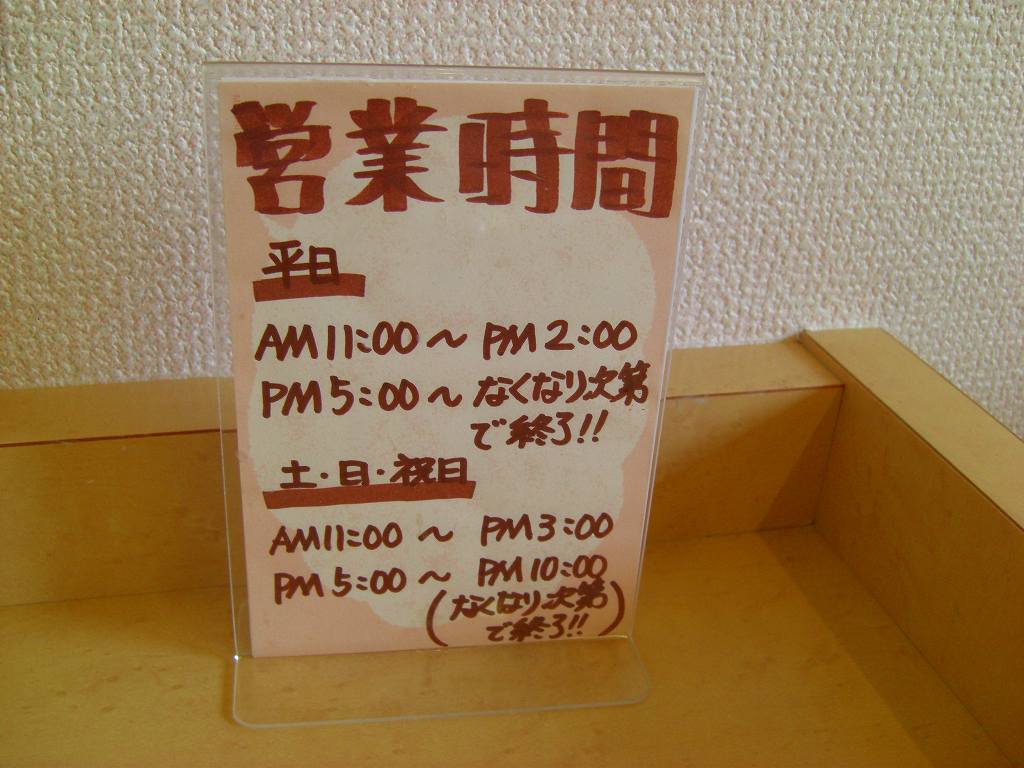 営業時間
平日
AM11:00 〜 PM2:00
PM5:00 〜 なくなり次第
で終了!!
土・日・祝日
AM11:00 〜 PM3:00
PM5:00 〜 PM10:00
(なくなり次第
で終了!!)